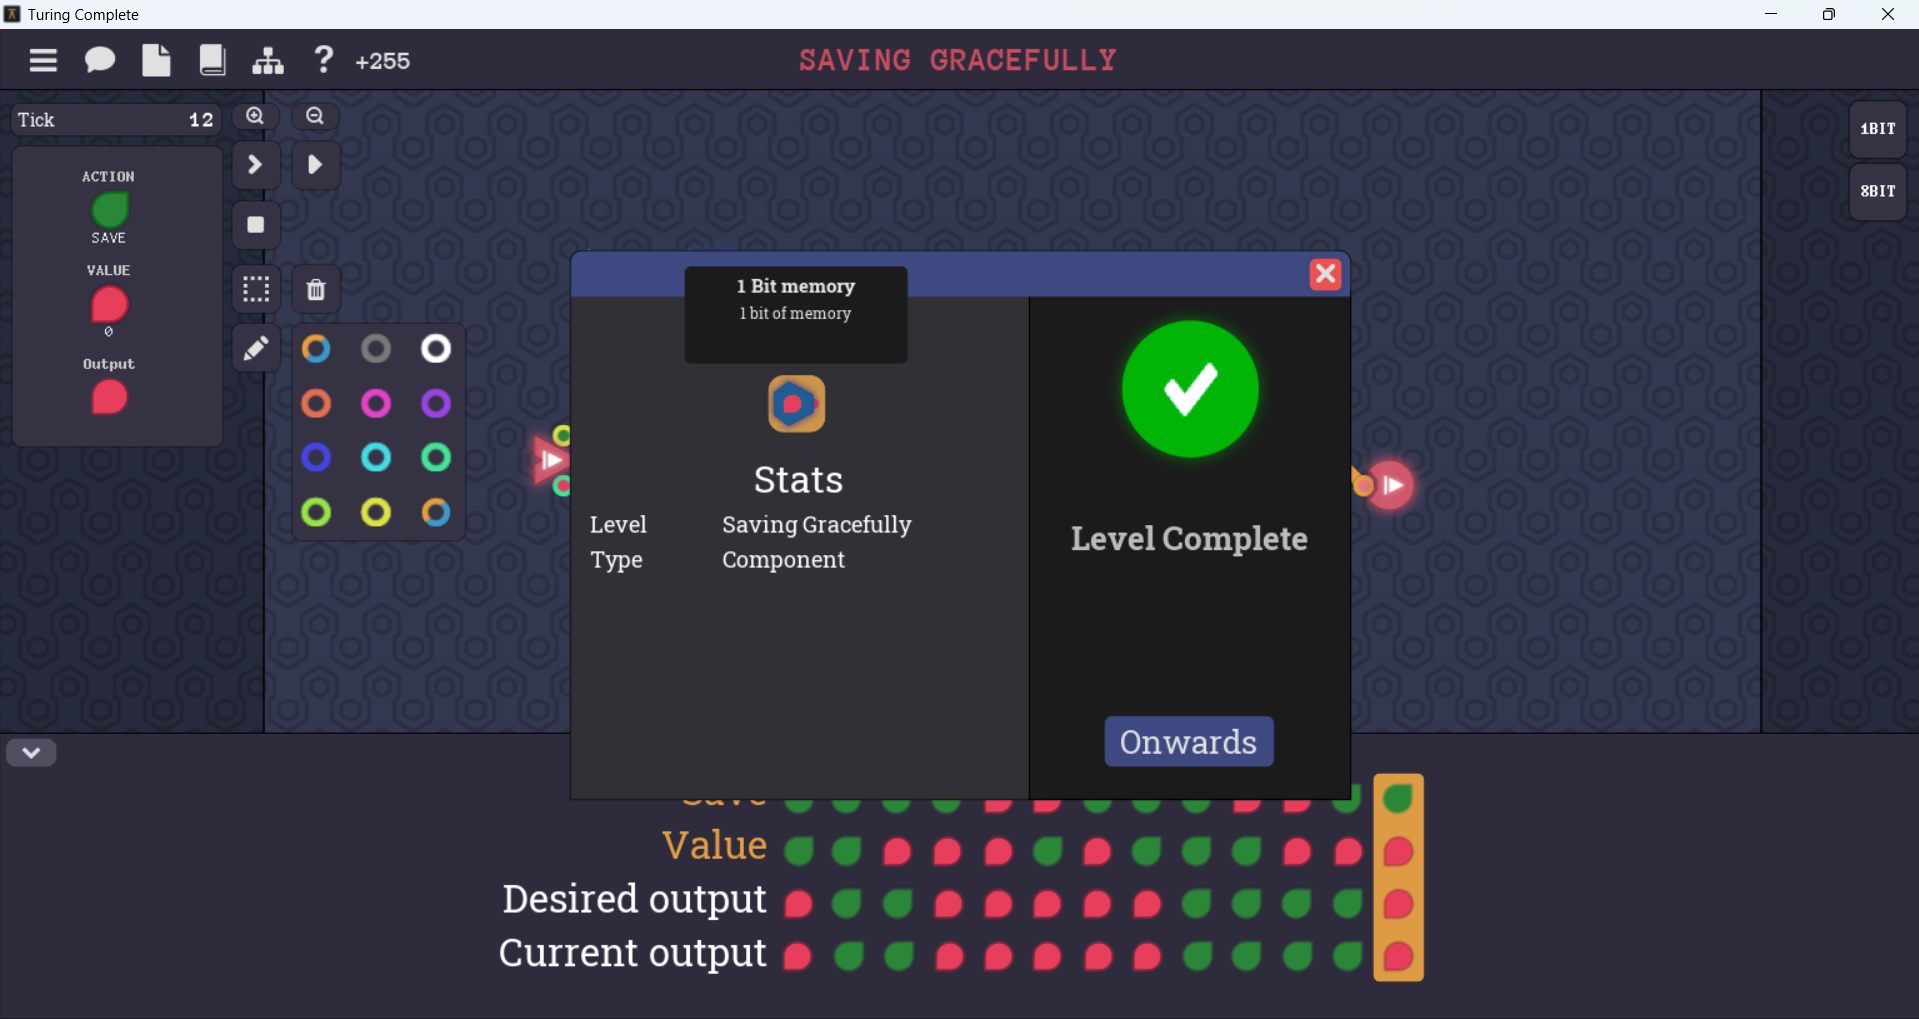 Turing Complete
+255
SAVING GRACEFULLY
Tick 12
ACTION
SAVE
VALUE
0
Output
1BIT
8BIT
1 Bit memory
1 bit of memory
Stats
Level Saving Gracefully
Type Component
Level Complete
Onwards
Save
Value
Desired output
Current output